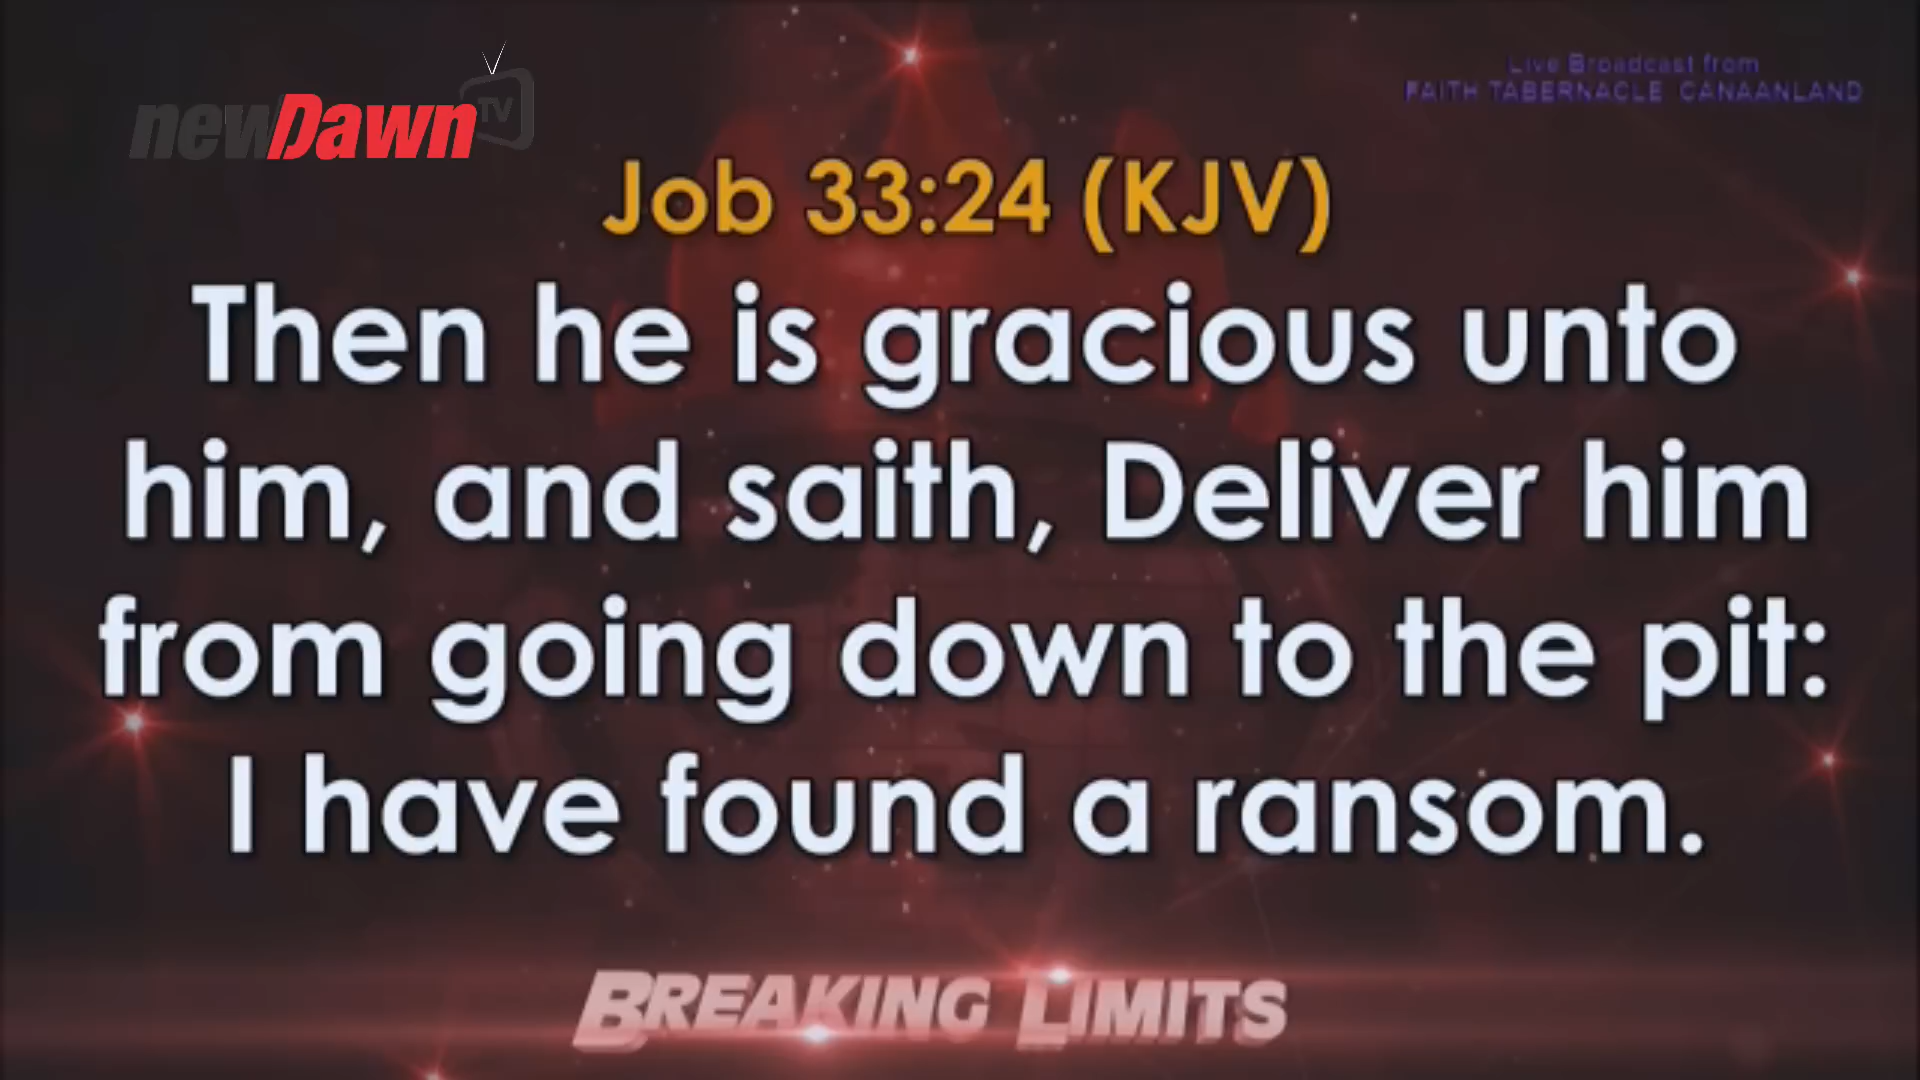 newDawn TV
Live Broadcast from
FAITH TABERNACLE CANAANLAND
Job 33:24 (KJV)
Then he is gracious unto
him, and saith, Deliver him
from going down to the pit:
I have found a ransom.
BREAKING LIMITS